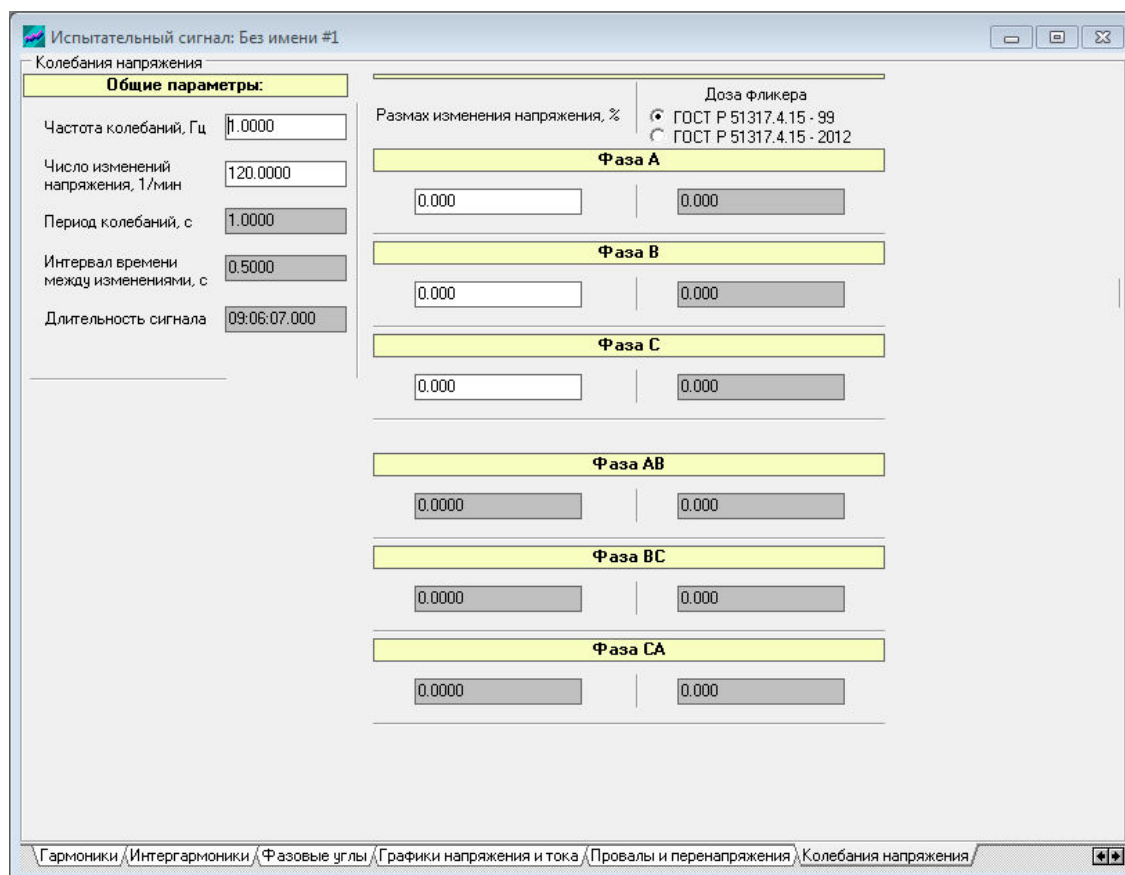 Испытательный сигнал: Без имени #1
Колебания напряжения
Общие параметры:
Частота колебаний, Гц 1.0000
Число изменений
напряжения, 1/мин 120.0000
Период колебаний, с 1.0000
Интервал времени
между изменениями, с 0.5000
Длительность сигнала 09:06:07.000
Размах изменения напряжения, %
Доза фликера
ГОСТ Р 51317.4.15 - 99
ГОСТ Р 51317.4.15 - 2012
Фаза A
0.000 0.000
Фаза B
0.000 0.000
Фаза C
0.000 0.000
Фаза AB
0.0000 0.000
Фаза BC
0.0000 0.000
Фаза CA
0.0000 0.000
Гармоники Интергармоники Фазовые углы Графики напряжения и тока Провалы и перенапряжения Колебания напряжения